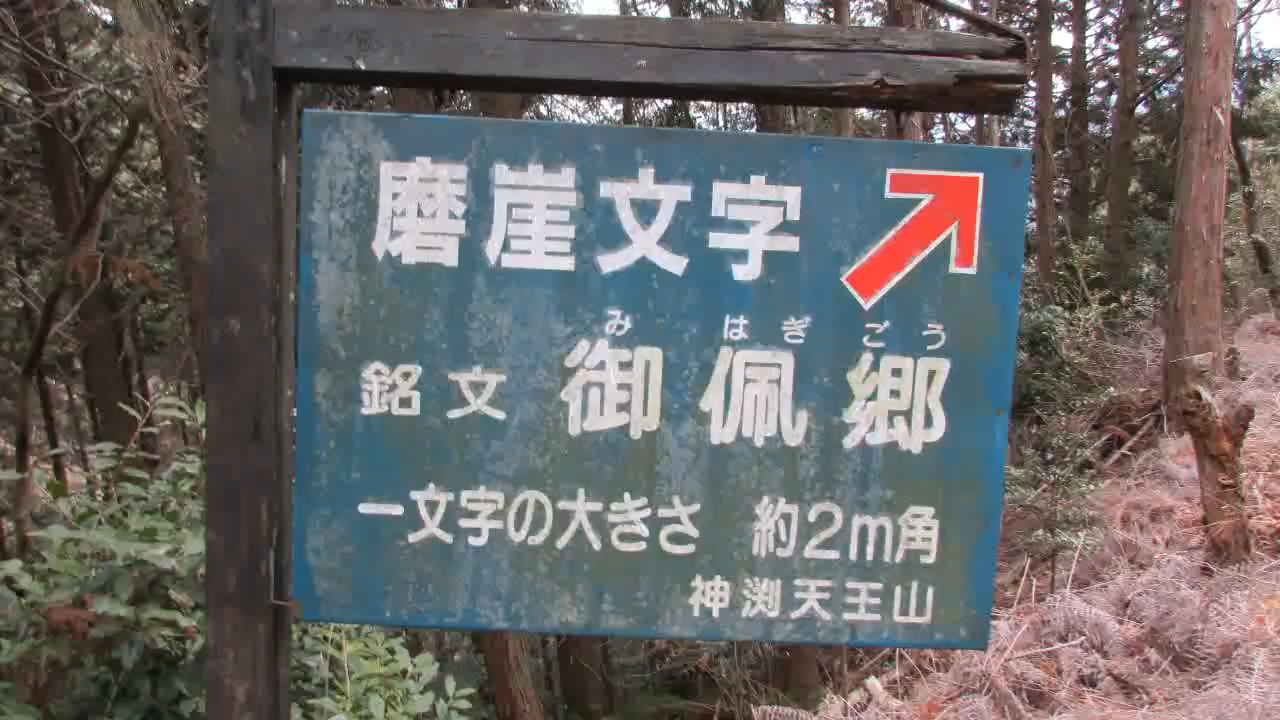 磨崖文字
み はぎ ごう
銘文 御佩郷
一文字の大きさ 約2m角
神渕天王山